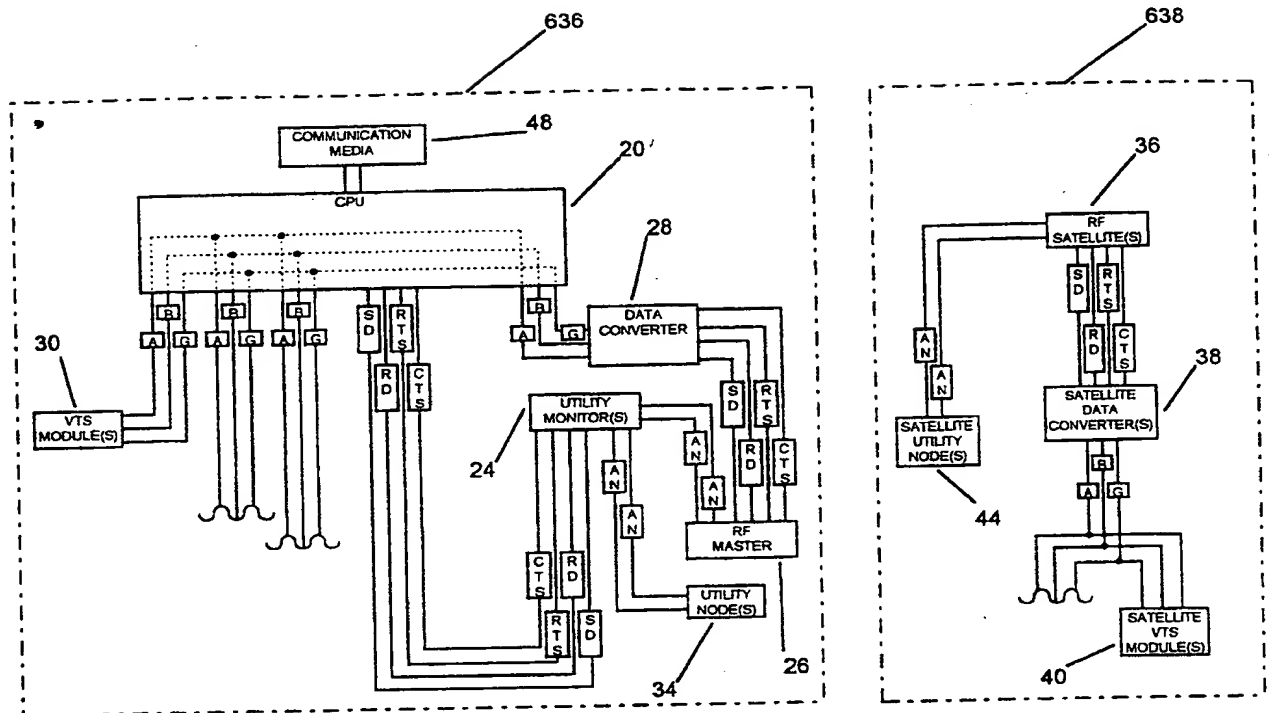 636
638
COMMUNICATION
MEDIA
48
20'
CPU
36
RF
SATELLITE(S)
28
DATA
CONVERTER
30
VTS
MODULE(S)
A
B
G
A
B
G
A
B
G
SD
RD
RTS
CTS
A
B
G
SD
RD
RTS
CTS
UTILITY
MONITOR(S)
24
AN
AN
AN
AN
CTS
RTS
RD
SD
RF
MASTER
26
UTILITY
NODE(S)
34
SD
RD
RTS
CTS
AN
AN
38
SATELLITE
DATA
CONVERTER(S)
SATELLITE
UTILITY
NODE(S)
44
A
B
G
SATELLITE
VTS
MODULE(S)
40